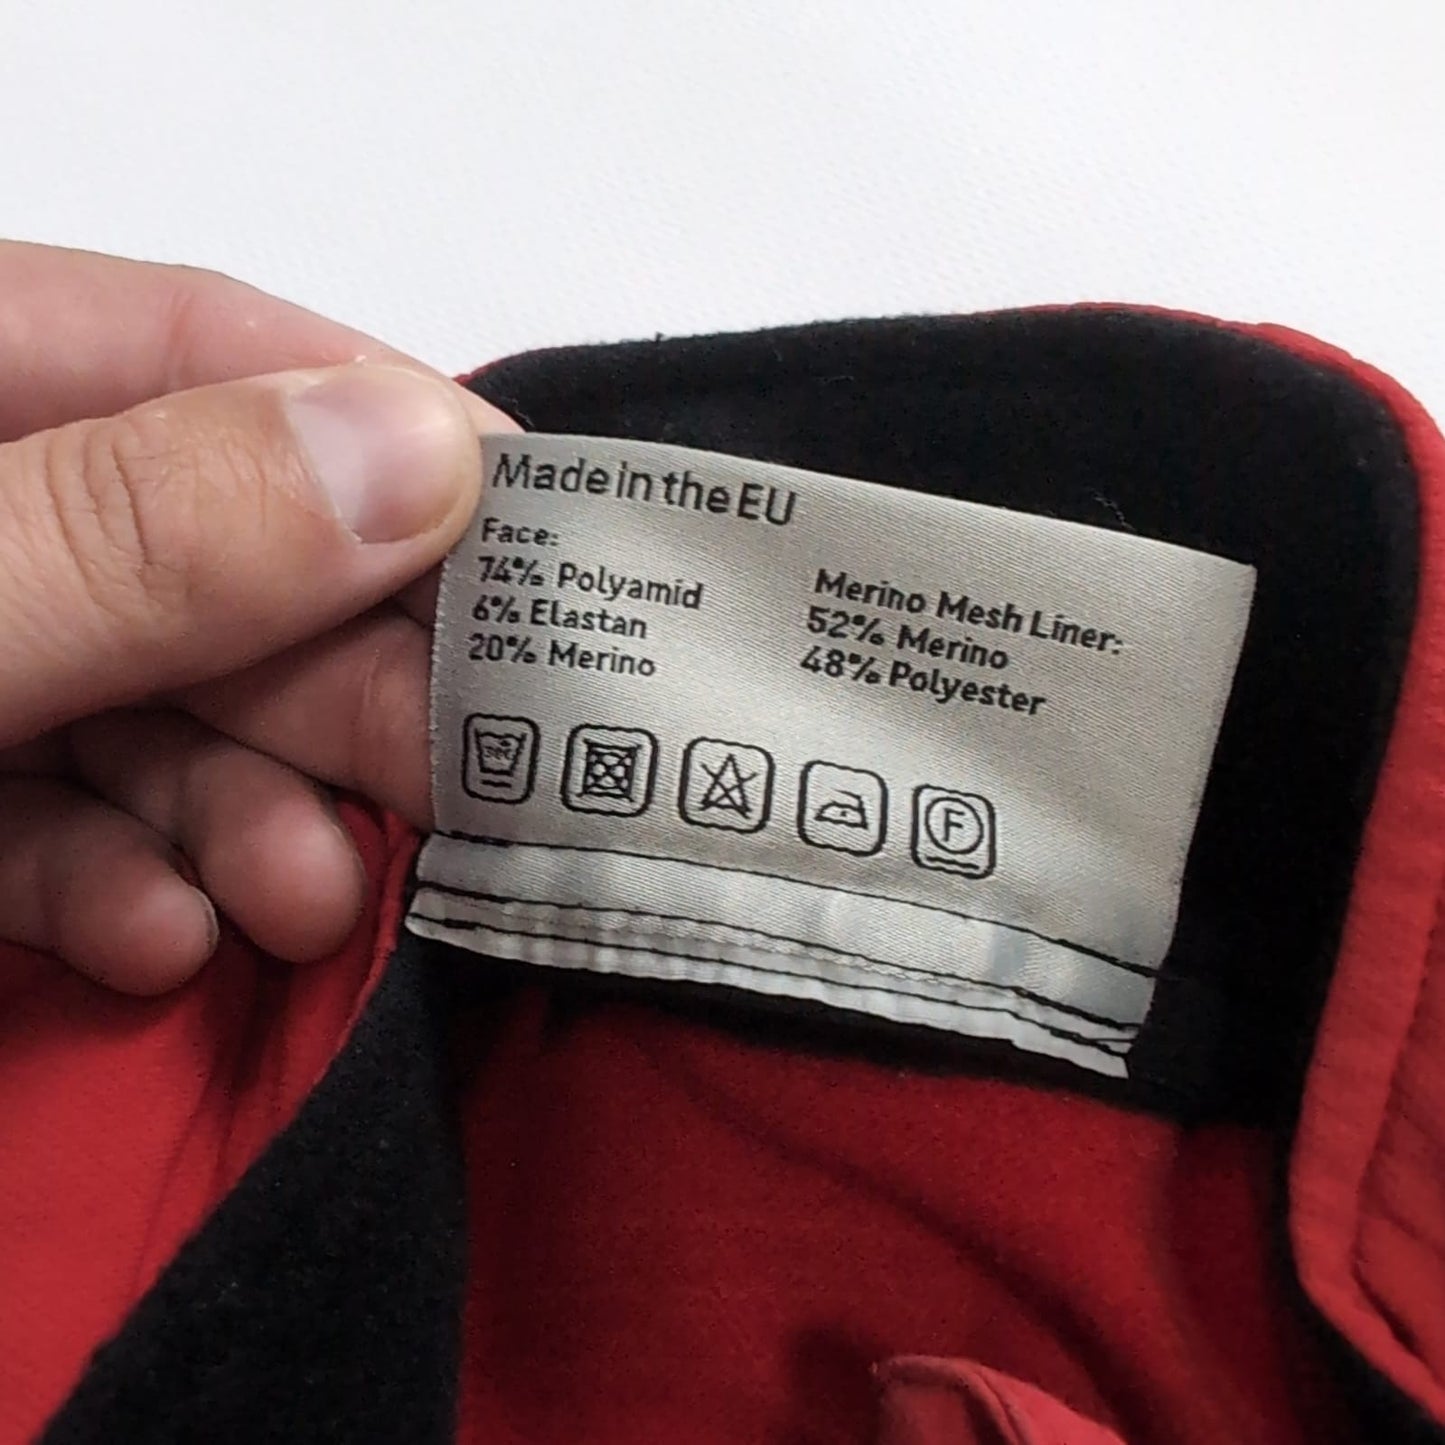 Made in the EU
Face:
74% Polyamid
6% Elastan
20% Merino
Merino Mesh Liner:
52% Merino
48% Polyester
F